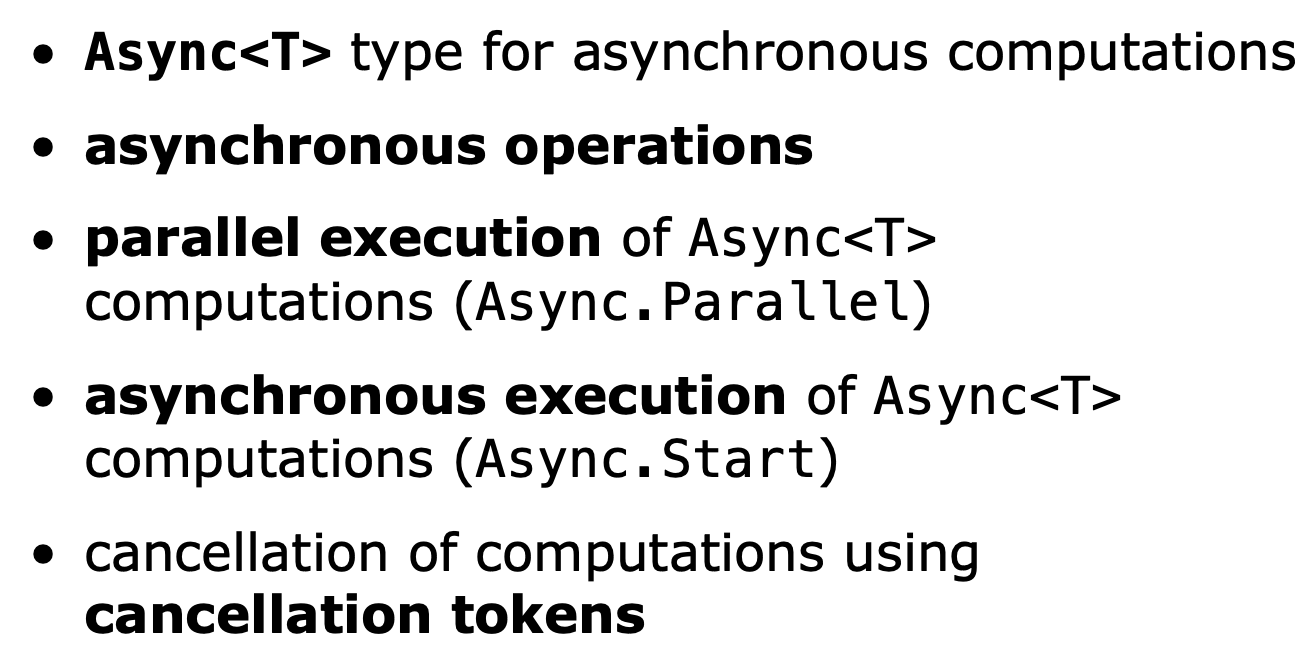 • Async<T> type for asynchronous computations
• asynchronous operations
• parallel execution of Async<T>
computations (Async.Parallel)
• asynchronous execution of Async<T>
computations (Async.Start)
• cancellation of computations using
cancellation tokens